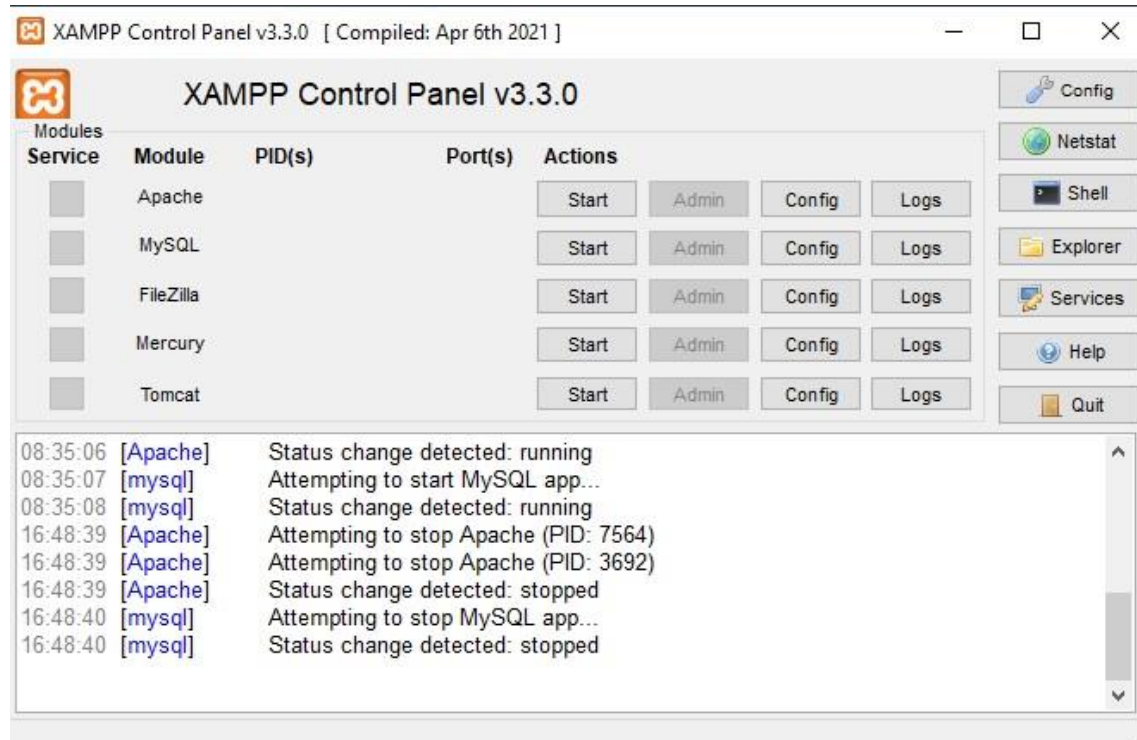 XAMPP Control Panel v3.3.0 [ Compiled: Apr 6th 2021 ]
XAMPP Control Panel v3.3.0
Config
Modules
Service Module PID(s) Port(s) Actions
Netstat
Apache Start Admin Config Logs
Shell
MySQL Start Admin Config Logs
Explorer
FileZilla Start Admin Config Logs
Services
Mercury Start Admin Config Logs
Help
Tomcat Start Admin Config Logs
Quit
08:35:06 [Apache] Status change detected: running
08:35:07 [mysql] Attempting to start MySQL app...
08:35:08 [mysql] Status change detected: running
16:48:39 [Apache] Attempting to stop Apache (PID: 7564)
16:48:39 [Apache] Attempting to stop Apache (PID: 3692)
16:48:39 [Apache] Status change detected: stopped
16:48:40 [mysql] Attempting to stop MySQL app...
16:48:40 [mysql] Status change detected: stopped